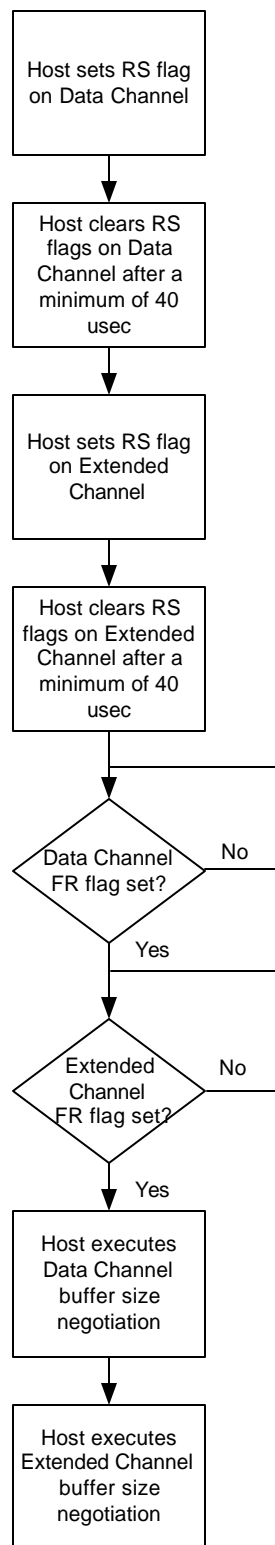 Host sets RS flag
on Data Channel
Host clears RS
flags on Data
Channel after a
minimum of 40
usec
Host sets RS flag
on Extended
Channel
Host clears RS
flags on Extended
Channel after a
minimum of 40
usec
Data Channel
FR flag set?
No
Yes
Extended
Channel
FR flag set?
No
Yes
Host executes
Data Channel
buffer size
negotiation
Host executes
Extended Channel
buffer size
negotiation